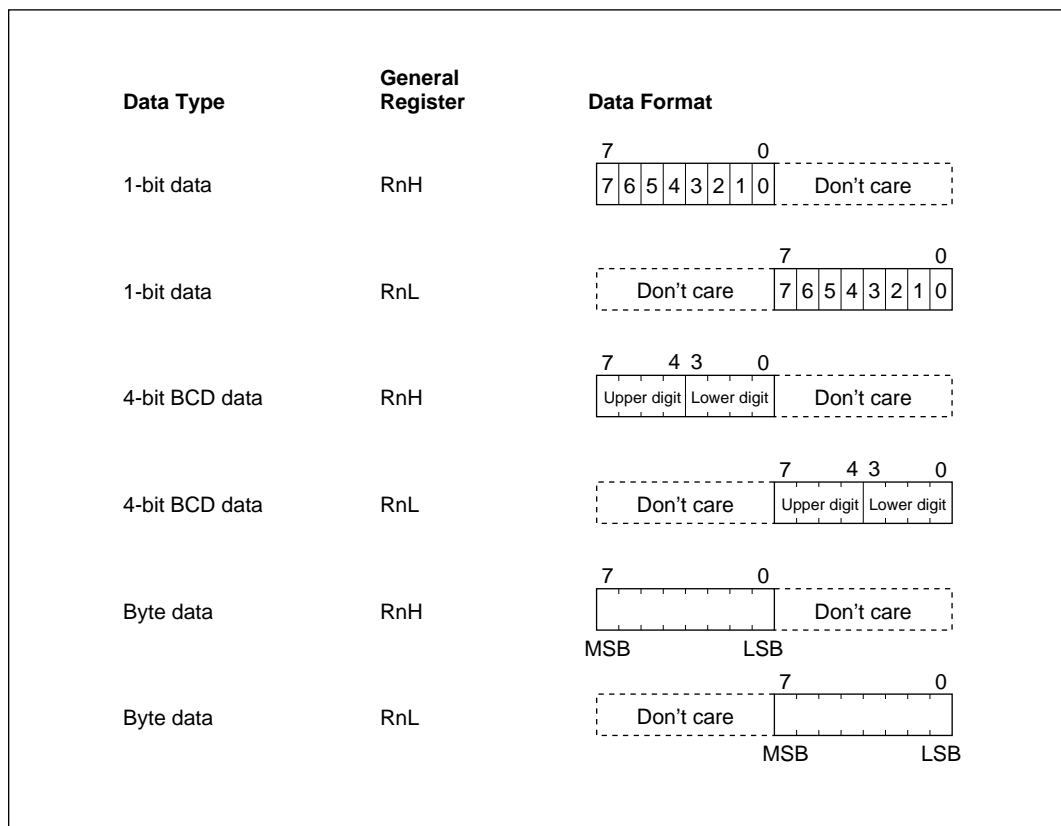 General
Data Type Register Data Format
7 0
1-bit data RnH 7 6 5 4 3 2 1 0 Don't care
7 0
1-bit data RnL Don't care 7 6 5 4 3 2 1 0
7 4 3 0
4-bit BCD data RnH Upper digit Lower digit Don't care
7 4 3 0
4-bit BCD data RnL Don't care Upper digit Lower digit
7 0
Byte data RnH Don't care
MSB LSB
7 0
Byte data RnL Don't care
MSB LSB